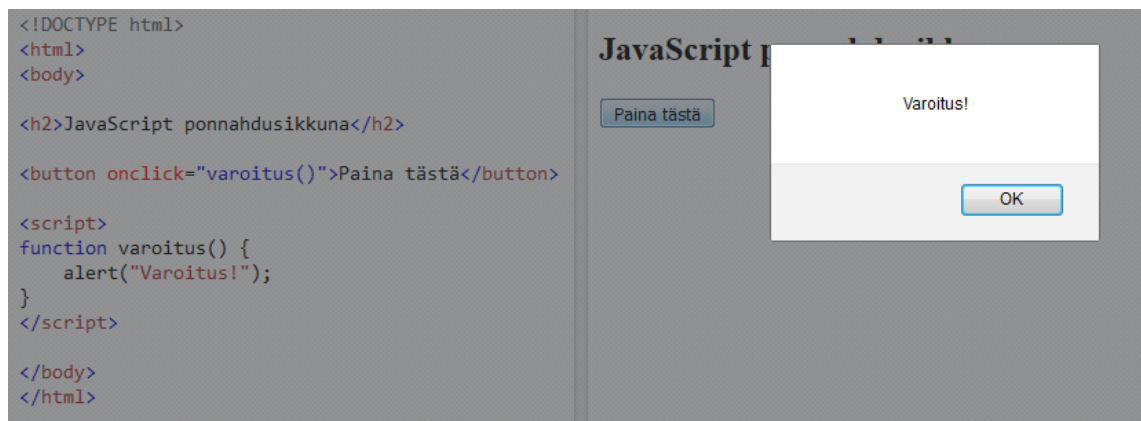 <!DOCTYPE html>
<html>
<body>
<h2>JavaScript ponnahdusikkuna</h2>
<button onclick="varoitus()">Paina tästä</button>
<script>
function varoitus() {
    alert("Varoitus!");
}
</script>
</body>
</html>
JavaScript
Paina tästä
Varoitus!
OK